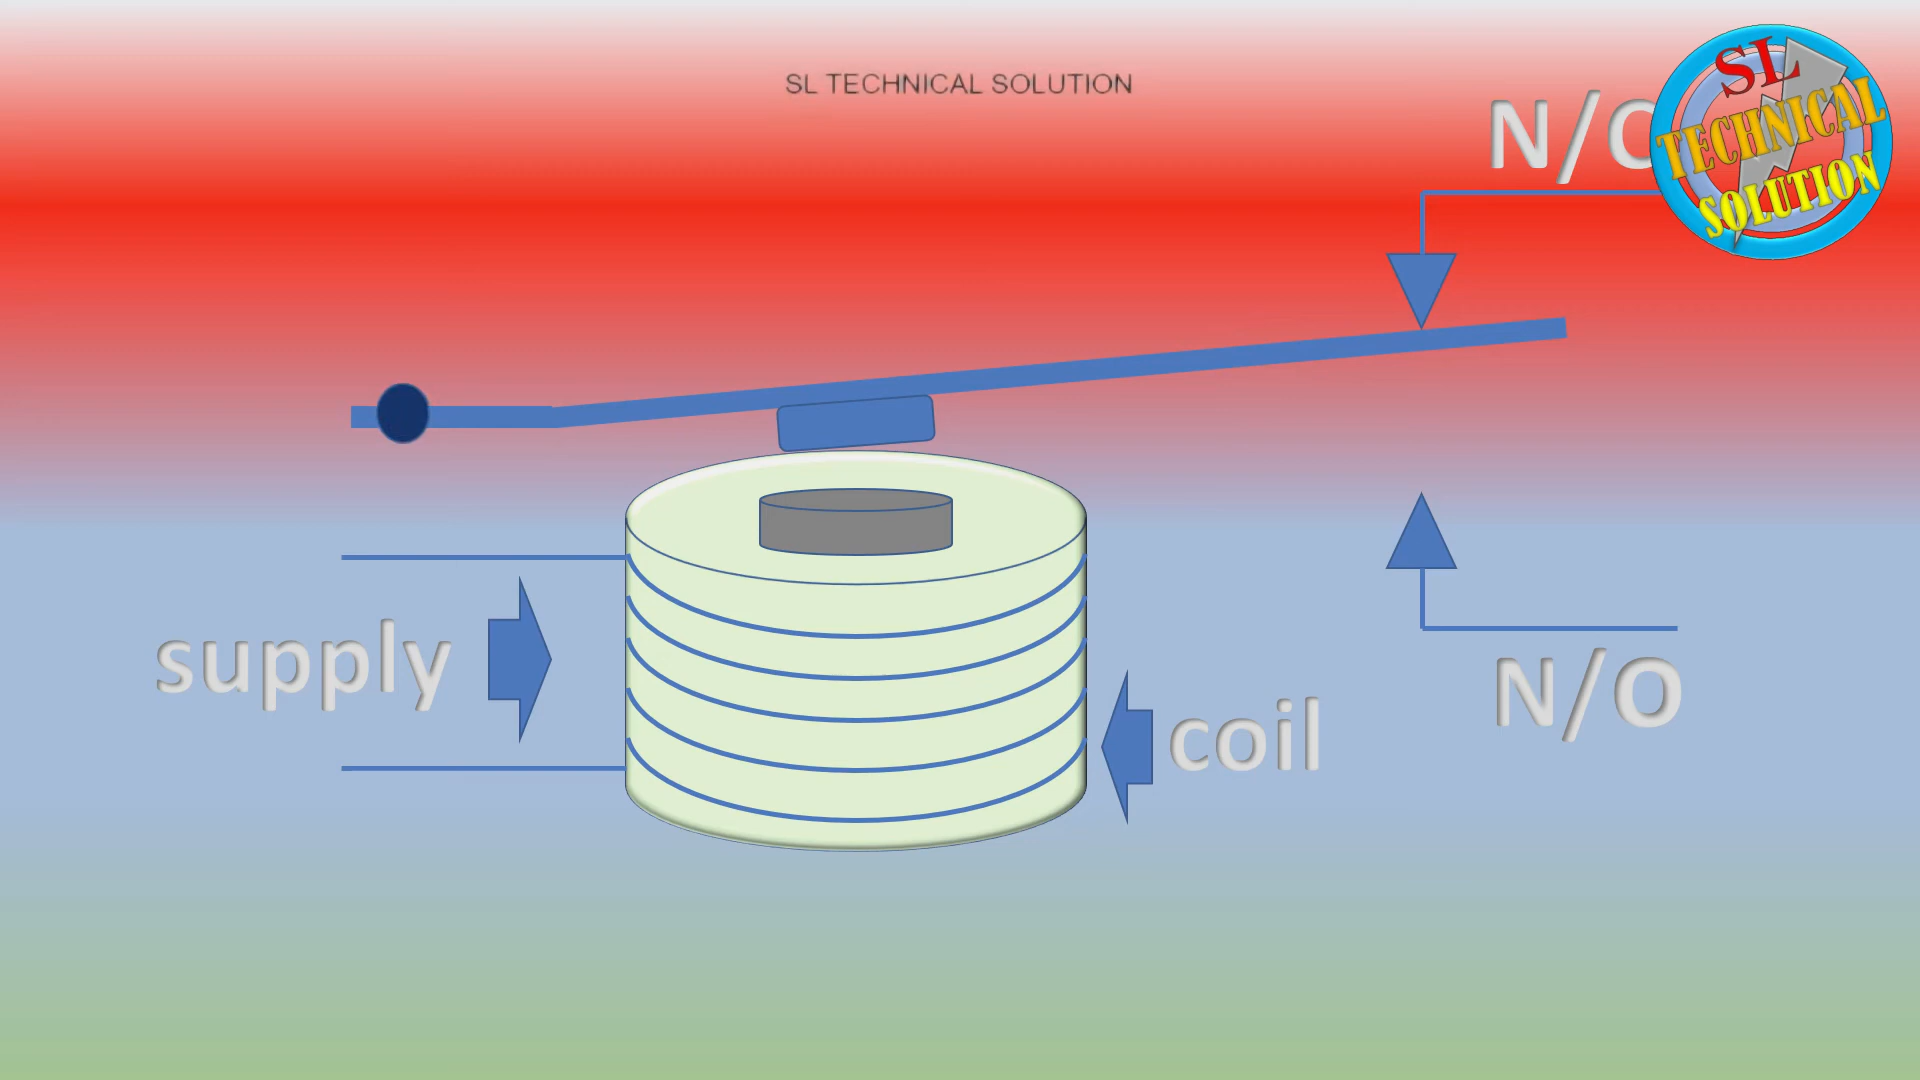 SL TECHNICAL SOLUTION
N/C
SL
TECHNICAL
SOLUTION
supply
coil
N/O